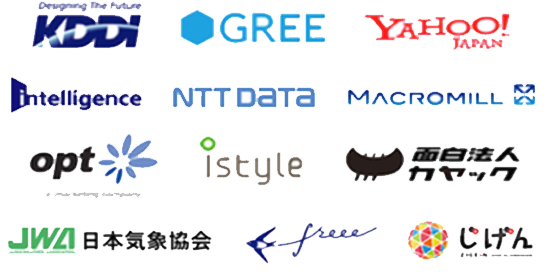 Designing The Future
KDDI
GREE
YAHOO!
JAPAN
intelligence
NTT DATA
MACROMILL
opt
istyle
面白法人
カヤック
JWA
日本気象協会
freee
じげん